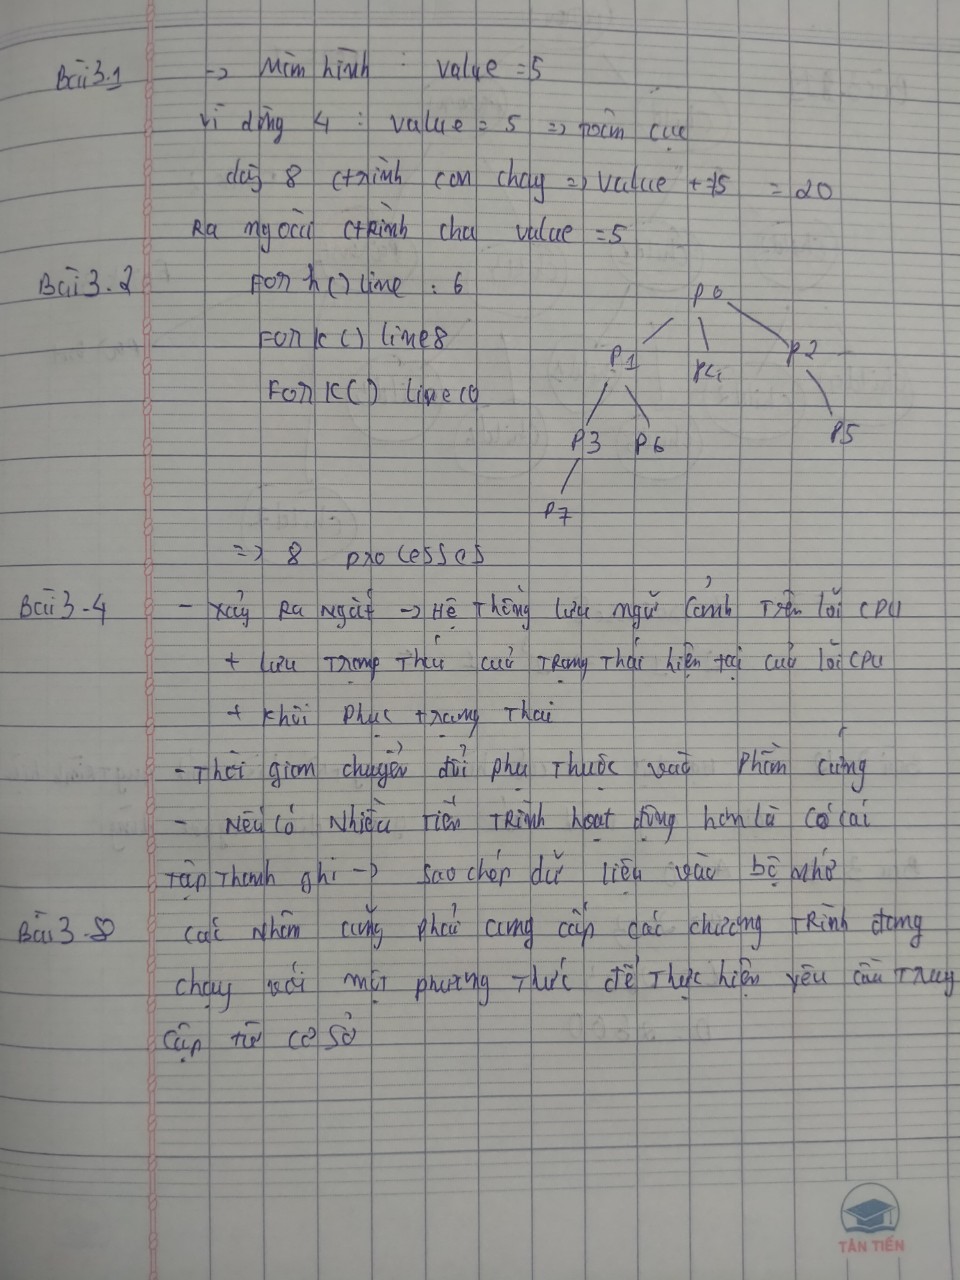 Bài 3.1 -> Màn hình : value = 5
Vì dòng 4 : value = 5 => toàn cục
dòng 8 ctrình con chạy => value + 15 = 20
Ra ngoài ctrình cha value = 5
Bài 3.2 Fork() line : 6
Fork() line 8
Fork() line 10
P0
P1 P4 P2
P3 P6 P5
P7
=> 8 processes
Bài 3-4 - xảy Ra ngắt -> Hệ Thống lưu ngữ cảnh Trên lõi CPU
+ lưu Trạng Thái của Trạng Thái hiện tại của lõi CPU
+ Khôi phục trạng Thái
- Thời gian chuyển đổi phụ thuộc vào Phần cứng
- Nếu có Nhiều Tiến Trình hoạt động hơn là có các
Tập Thanh ghi -> Sao chép dữ liệu vào bộ nhớ
Bài 3-8 các Nhân cũng phải cung cấp các chương Trình đang
chạy với một phương Thức để Thực hiện yêu cầu Truy
Cập từ cơ sở
TÂN TIẾN